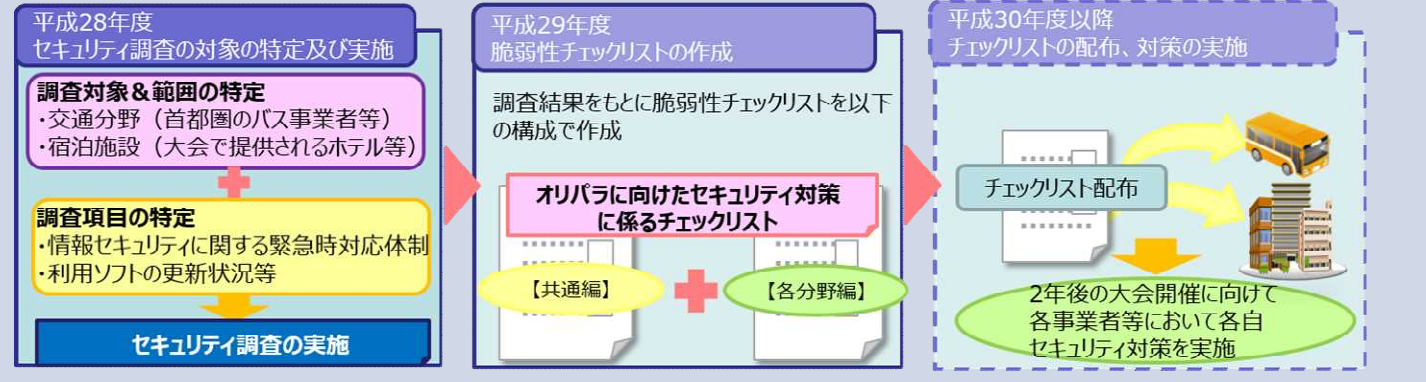 平成28年度
セキュリティ調査の対象の特定及び実施
調査対象＆範囲の特定
・交通分野（首都圏のバス事業者等）
・宿泊施設（大会で提供されるホテル等）
調査項目の特定
・情報セキュリティに関する緊急時対応体制
・利用ソフトの更新状況等
セキュリティ調査の実施
平成29年度
脆弱性チェックリストの作成
調査結果をもとに脆弱性チェックリストを以下
の構成で作成
オリパラに向けたセキュリティ対策
に係るチェックリスト
【共通編】
【各分野編】
平成30年度以降
チェックリストの配布、対策の実施
チェックリスト配布
2年後の大会開催に向けて
各事業者等において各自
セキュリティ対策を実施